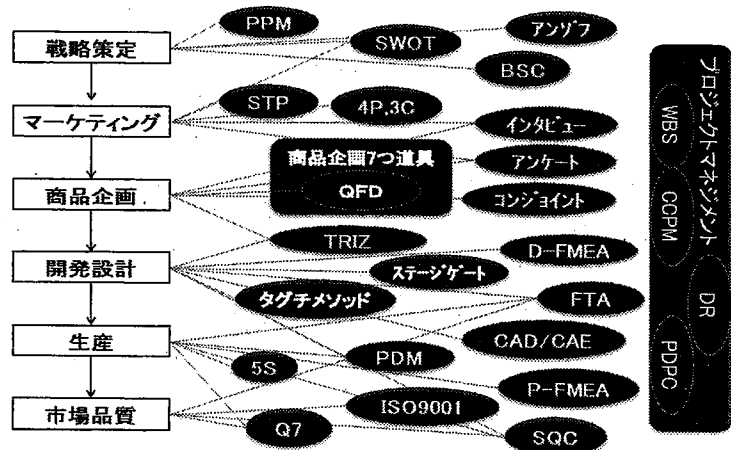 PPM
アンゾフ
戦略策定
SWOT
BSC
STP
4P,3C
マーケティング
インタビュー
商品企画7つ道具
アンケート
QFD
商品企画
コンジョイント
TRIZ
D-FMEA
開発設計
ステージゲート
タグチメソッド
FTA
生産
CAD/CAE
PDM
5S
P-FMEA
市場品質
ISO9001
Q7
SQC
プロジェクトマネジメント
WBS
CCPM
DR
PDPC